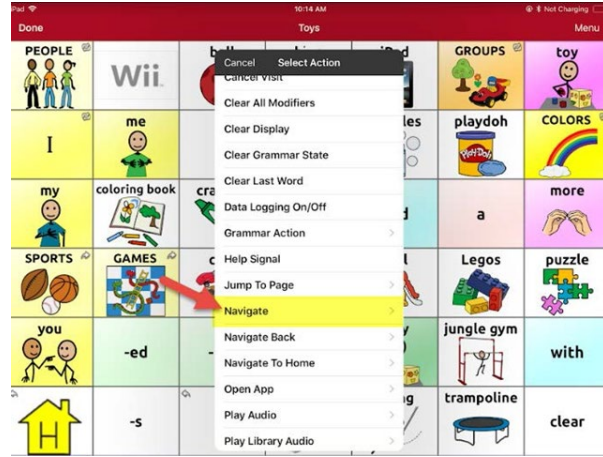 iPad
10:14 AM
Not Charging
Done
Toys
Menu
PEOPLE
Wii
Cancel
Select Action
GROUPS
toy
Cancel Visit
Clear All Modifiers
I
me
playdoh
Play-Doh
COLORS
Clear Display
Clear Grammar State
Clear Last Word
my
coloring book
a
more
Data Logging On/Off
Grammar Action
SPORTS
GAMES
Help Signal
Legos
puzzle
Jump To Page
Navigate
you
-ed
Navigate Back
jungle gym
with
Navigate To Home
Open App
H
-s
Play Audio
trampoline
clear
Play Library Audio